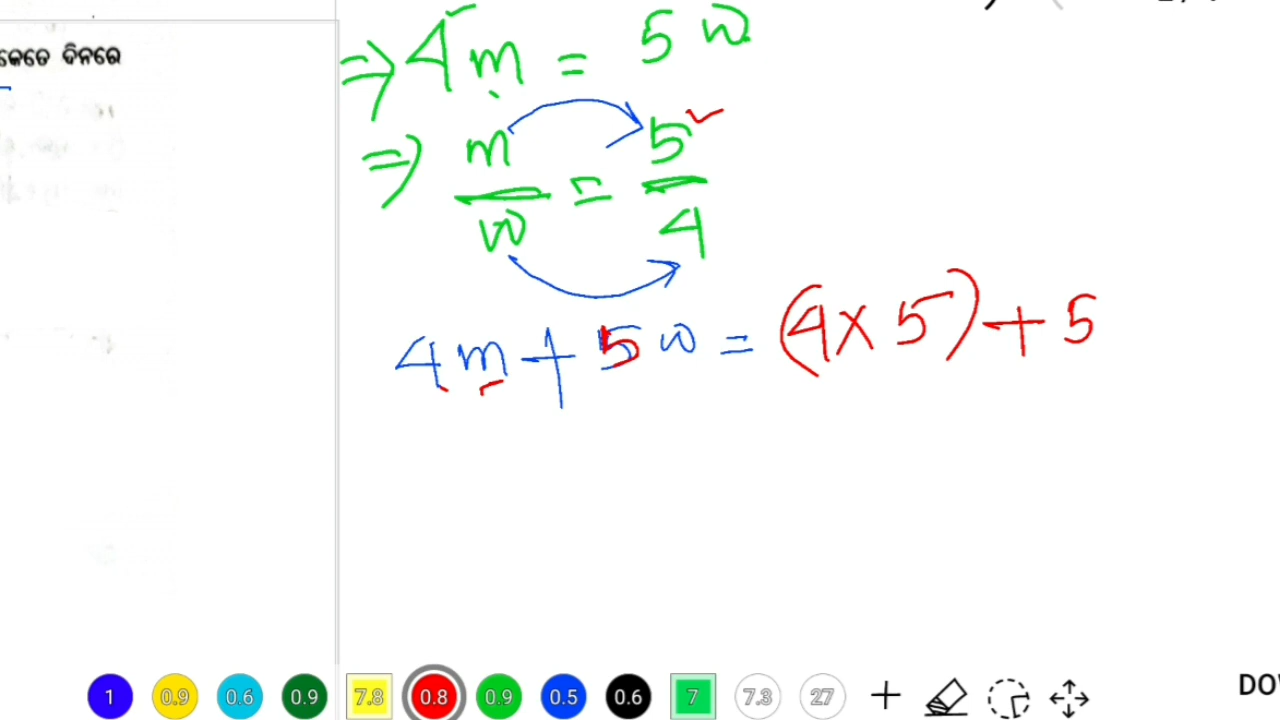 କେତେ ଦିନରେ
⇒ 4m = 5w
⇒ m/w = 5/4
4m + 5w = (4×5) + 5
1 0.9 0.6 0.9 7.8 0.8 0.9 0.5 0.6 7 7.3 27 +